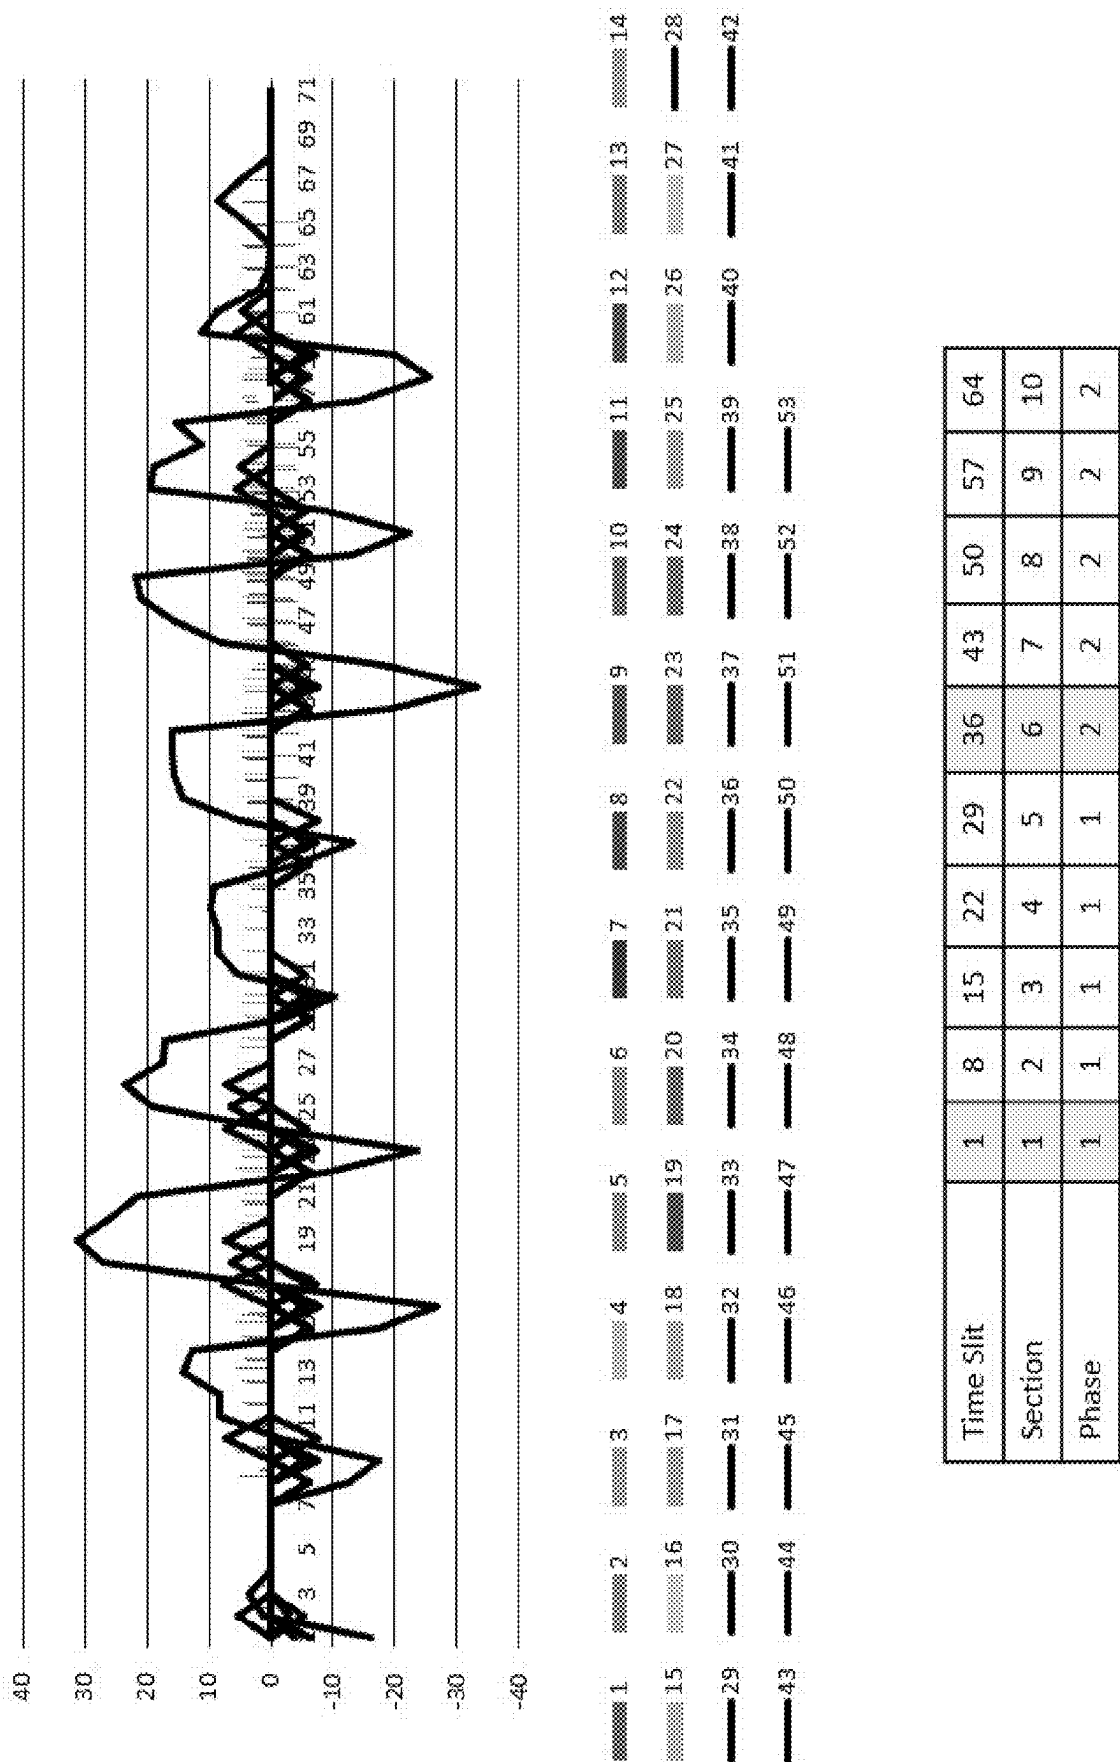 40
30
20
10
0
-10
-20
-30
-40
3 5 7 11 13 19 21 25 27 33 35 39 41 47 49 53 55 61 63 65 67 69 71
1 2 3 4 5 6 7 8 9 10 11 12 13 14
15 16 17 18 19 20 21 22 23 24 25 26 27 28
29 30 31 32 33 34 35 36 37 38 39 40 41 42
43 44 45 46 47 48 49 50 51 52 53
Time Slit 1 8 15 22 29 36 43 50 57 64
Section 1 2 3 4 5 6 7 8 9 10
Phase 1 1 1 1 1 2 2 2 2 2